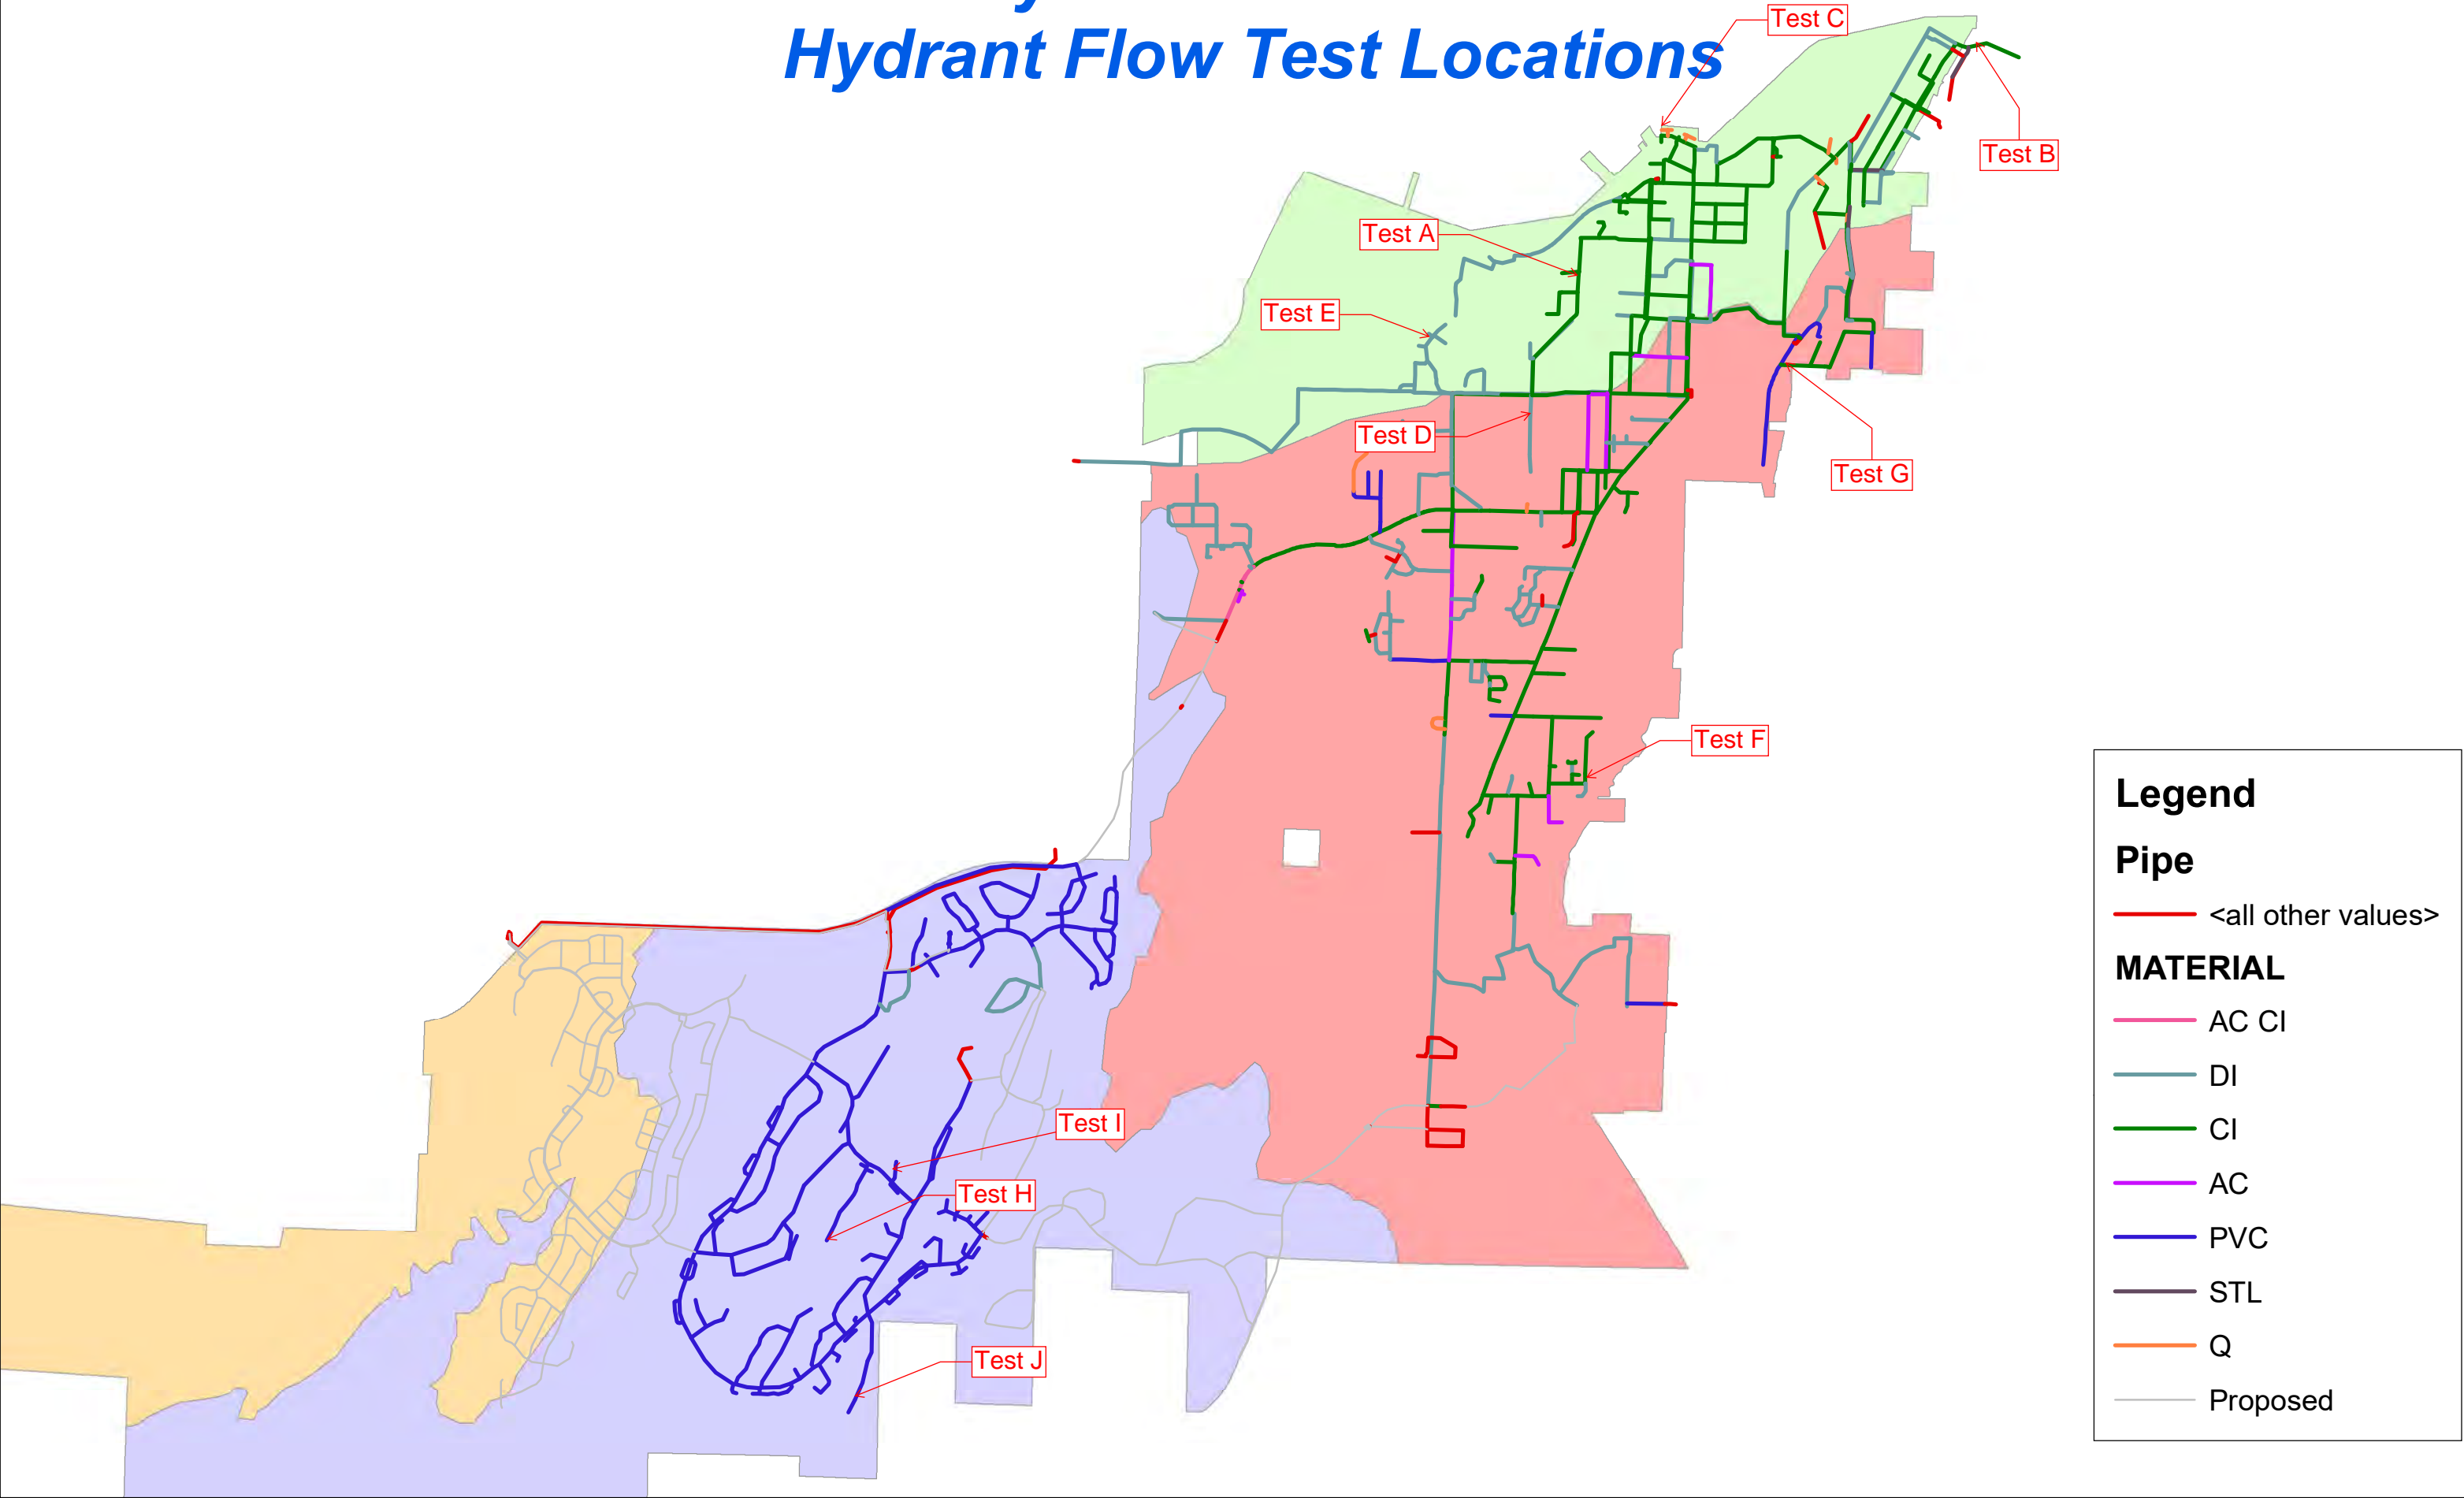 Hydrant Flow Test Locations
Test C
Test B
Test A
Test E
Test D
Test G
Test F
Test I
Test H
Test J
Legend
Pipe
<all other values>
MATERIAL
AC CI
DI
CI
AC
PVC
STL
Q
Proposed